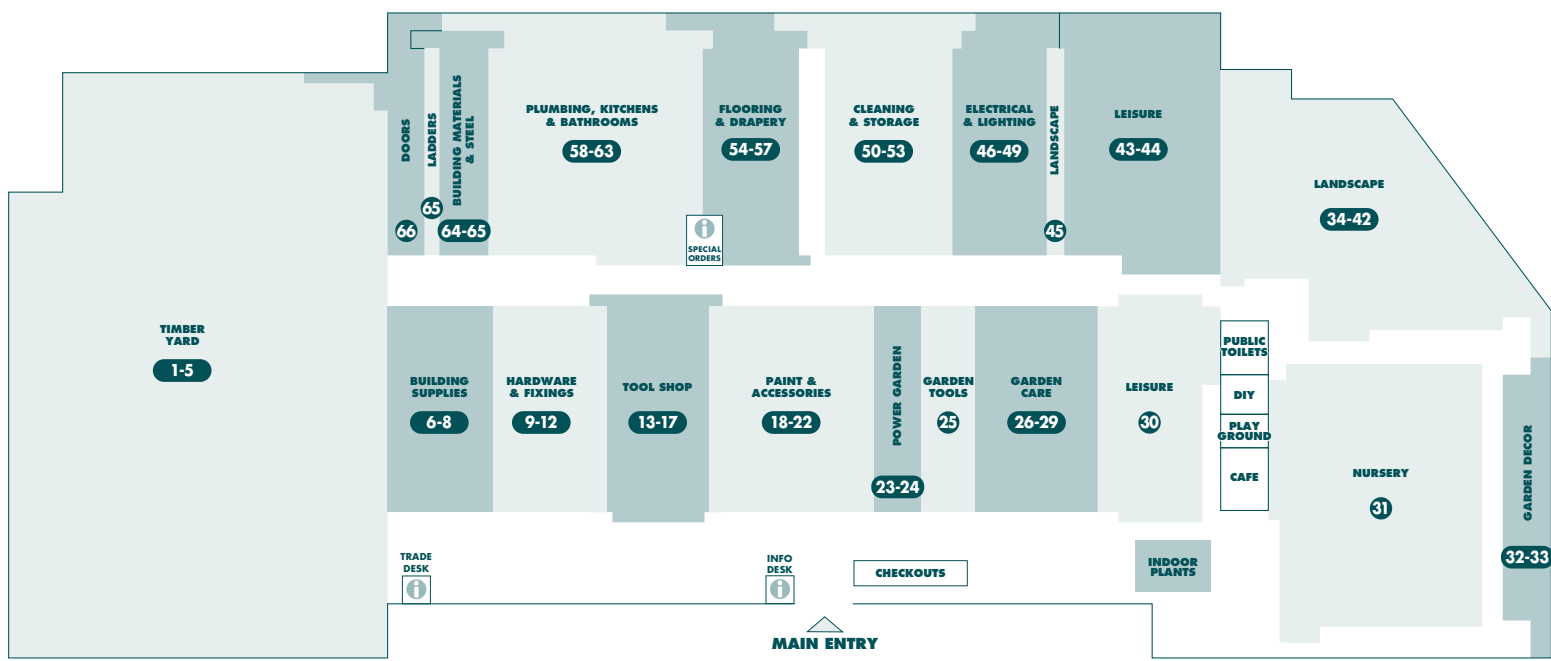 DOORS
66
LADDERS
65
BUILDING MATERIALS
& STEEL
64-65
PLUMBING, KITCHENS
& BATHROOMS
58-63
FLOORING
& DRAPERY
54-57
i
SPECIAL
ORDERS
CLEANING
& STORAGE
50-53
ELECTRICAL
& LIGHTING
46-49
LANDSCAPE
45
LEISURE
43-44
LANDSCAPE
34-42
TIMBER
YARD
1-5
BUILDING
SUPPLIES
6-8
HARDWARE
& FIXINGS
9-12
TOOL SHOP
13-17
PAINT &
ACCESSORIES
18-22
POWER GARDEN
23-24
GARDEN
TOOLS
25
GARDEN
CARE
26-29
LEISURE
30
PUBLIC
TOILETS
DIY
PLAY
GROUND
CAFE
NURSERY
31
GARDEN DECOR
32-33
TRADE
DESK
i
INFO
DESK
i
CHECKOUTS
INDOOR
PLANTS
MAIN ENTRY